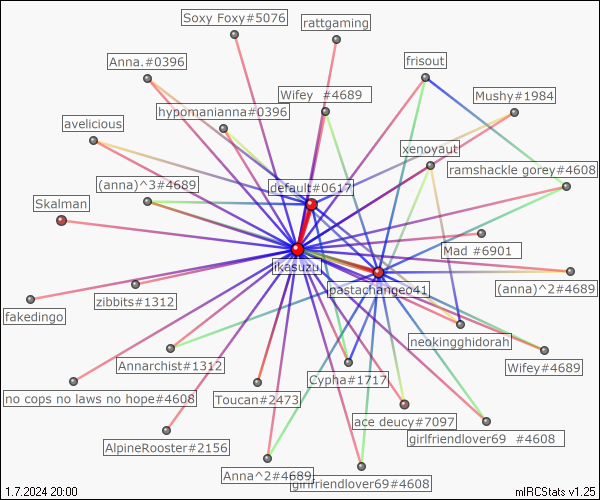 Soxy Foxy#5076
rattgaming
Anna.#0396
frisout
Wifey  #4689
Mushy#1984
hypomanianna#0396
avelicious
xenoyaut
ramshackle gorey#4608
(anna)^3#4689
default#0617
Skalman
Mad #6901
jikasuzu
pastachangeo41
(anna)^2#4689
zibbits#1312
fakedingo
neokingghidorah
Annarchist#1312
Wifey#4689
Cypha#1717
no cops no laws no hope#4608
Toucan#2473
ace deucy#7097
girlfriendlover69  #4608
AlpineRooster#2156
Anna^2#4689
girlfriendlover69#4608
1.7.2024 20:00
mIRCStats v1.25